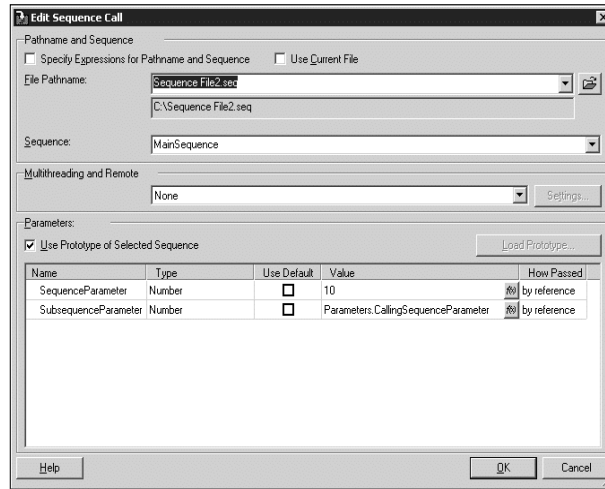 Edit Sequence Call
Pathname and Sequence
Specify Expressions for Pathname and Sequence
Use Current File
File Pathname:
Sequence File2.seq
C:\Sequence File2.seq
Sequence:
MainSequence
Multithreading and Remote
None
Settings...
Parameters:
Use Prototype of Selected Sequence
Load Prototype...
Name Type Use Default Value How Passed
SequenceParameter Number 10 f(x) by reference
SubsequenceParameter Number Parameters.CallingSequenceParameter f(x) by reference
Help
OK
Cancel